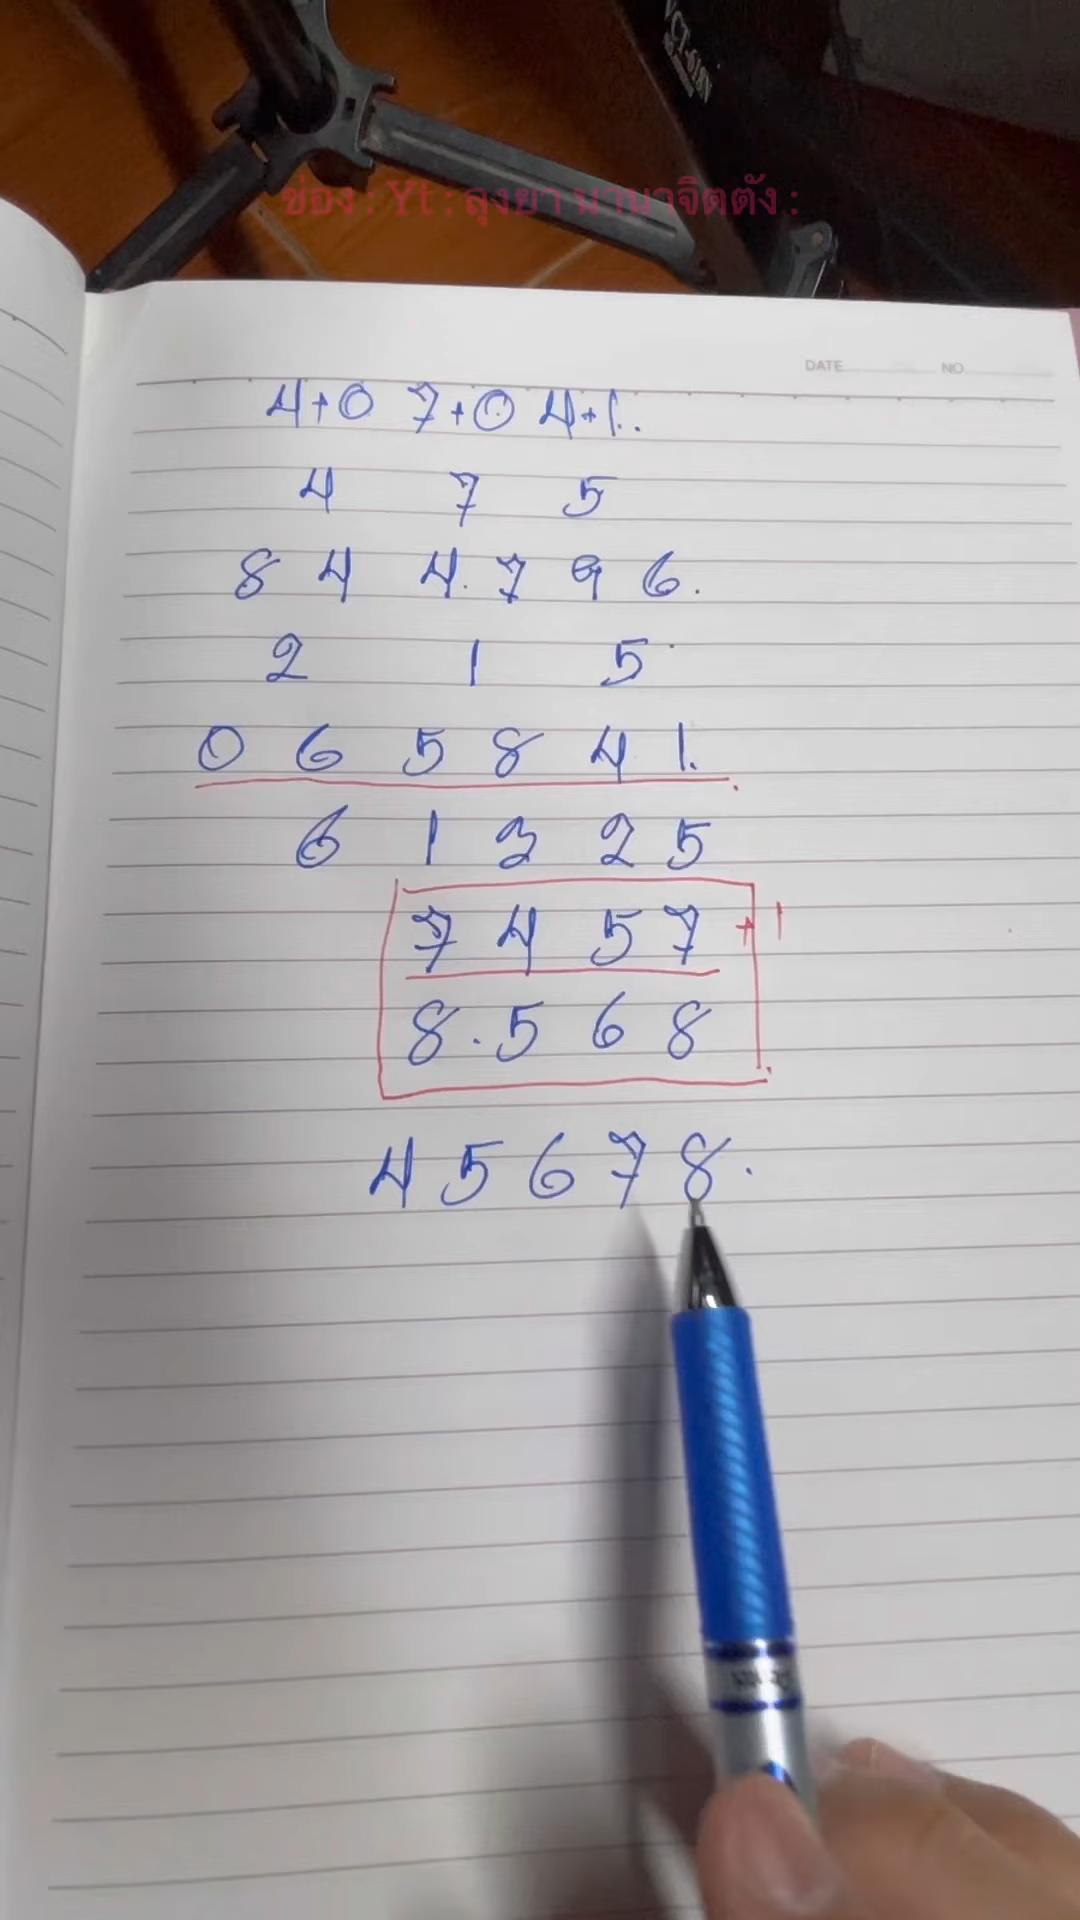 ช่อง : Yt : ลุงยา นานาจิตตัง :
DATE NO
4+0 7+0 4+1..
4 7 5
8 4 4. 7 9 6.
2 1 5
0 6 5 8 4 1.
6 1 3 2 5
7 4 5 7 +1
8. 5 6 8
4 5 6 7 8.